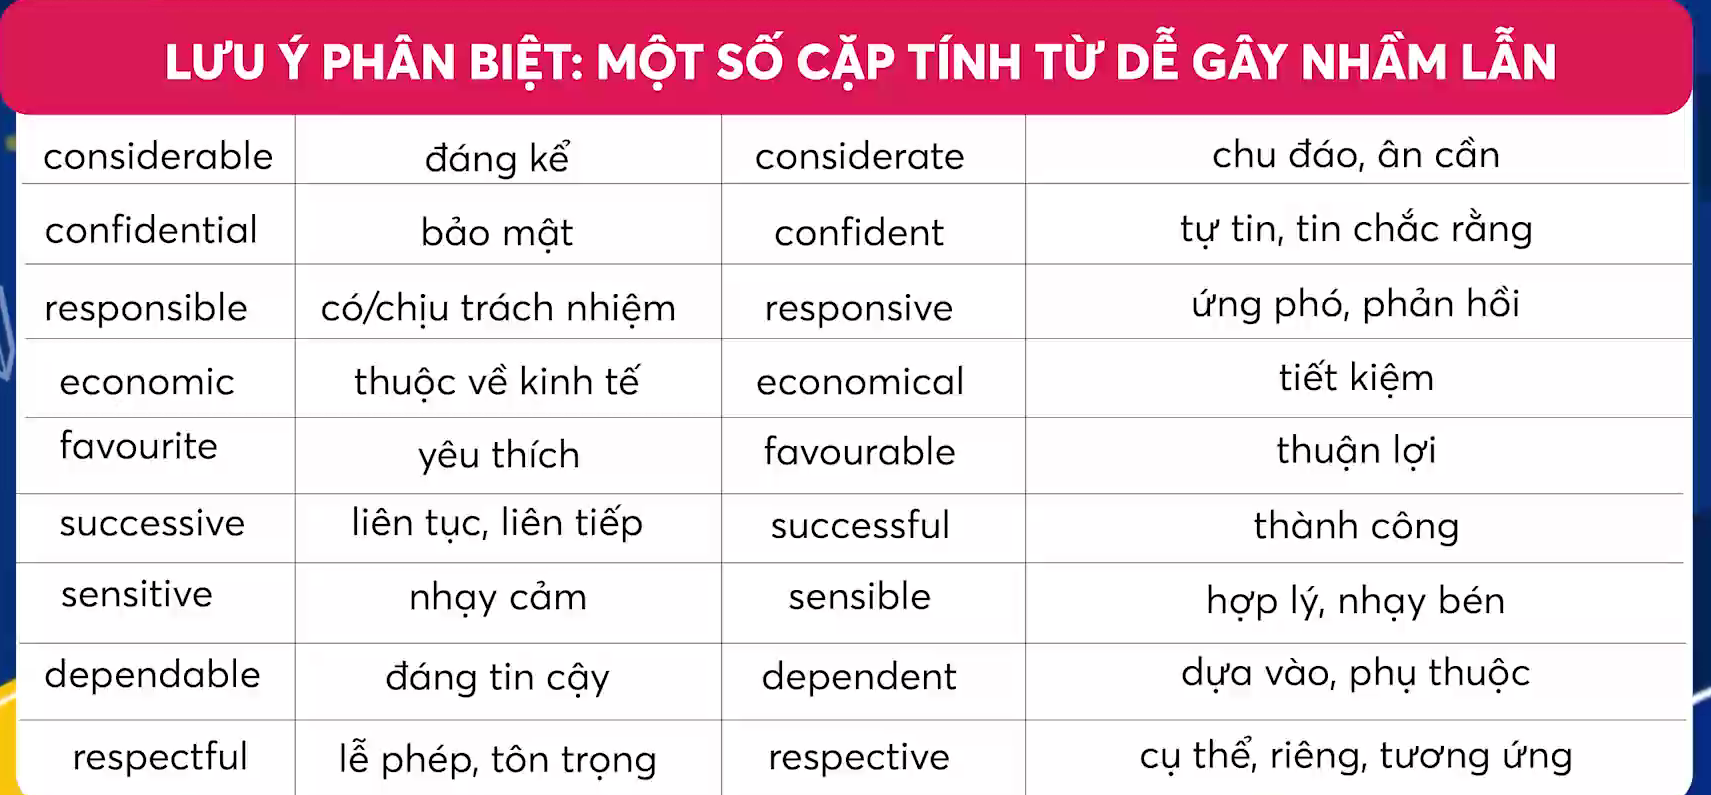 LƯU Ý PHÂN BIỆT: MỘT SỐ CẶP TÍNH TỪ DỄ GÂY NHẦM LẪN
considerable đáng kể considerate chu đáo, ân cần
confidential bảo mật confident tự tin, tin chắc rằng
responsible có/chịu trách nhiệm responsive ứng phó, phản hồi
economic thuộc về kinh tế economical tiết kiệm
favourite yêu thích favourable thuận lợi
successive liên tục, liên tiếp successful thành công
sensitive nhạy cảm sensible hợp lý, nhạy bén
dependable đáng tin cậy dependent dựa vào, phụ thuộc
respectful lễ phép, tôn trọng respective cụ thể, riêng, tương ứng